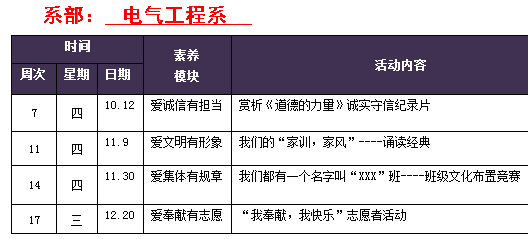 系部： 电气工程系
时间 素养模块 活动内容
周次 星期 日期
7 四 10.12 爱诚信有担当 赏析《道德的力量》诚实守信纪录片
11 四 11.9 爱文明有形象 我们的“家训，家风”----诵读经典
14 四 11.30 爱集体有规章 我们都有一个名字叫“XXX”班----班级文化布置竞赛
17 三 12.20 爱奉献有志愿 “我奉献，我快乐”志愿者活动